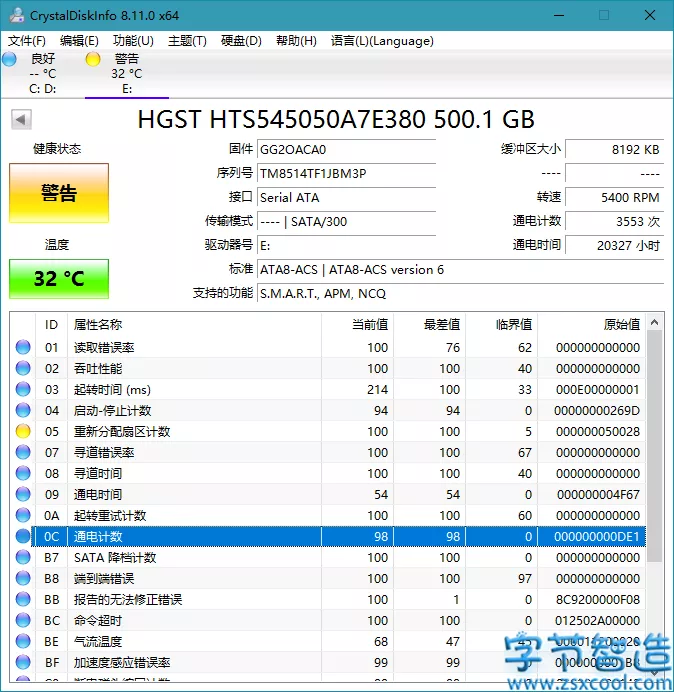 CrystalDiskInfo 8.11.0 x64
文件(F) 编辑(E) 功能(U) 主题(T) 硬盘(D) 帮助(H) 语言(L)(Language)
良好 警告
-- °C 32 °C
C: D: E:
HGST HTS545050A7E380 500.1 GB
健康状态
警告
温度
32 °C
固件 GG2OACA0 缓冲区大小 8192 KB
序列号 TM8514TF1JBM3P ---- ----
接口 Serial ATA 转速 5400 RPM
传输模式 ---- | SATA/300 通电计数 3553 次
驱动器号 E: 通电时间 20327 小时
标准 ATA8-ACS | ATA8-ACS version 6
支持的功能 S.M.A.R.T., APM, NCQ
ID 属性名称 当前值 最差值 临界值 原始值
01 读取错误率 100 76 62 000000000000
02 吞吐性能 100 100 40 000000000000
03 起转时间 (ms) 214 100 33 000E00000001
04 启动-停止计数 94 94 0 00000000269D
05 重新分配扇区计数 100 100 5 000000050028
07 寻道错误率 100 100 67 000000000000
08 寻道时间 100 100 40 000000000000
09 通电时间 54 54 0 000000004F67
0A 起转重试计数 100 100 60 000000000000
0C 通电计数 98 98 0 000000000DE1
B7 SATA 降档计数 100 100 0 000000000000
B8 端到端错误 100 100 97 000000000000
BB 报告的无法修正错误 100 1 0 8C9200000F08
BC 命令超时 100 100 0 012502A00000
BE 气流温度 68 47 45
BF 加速度感应错误率 99 99 0
字节智造
www.zsxcool.com